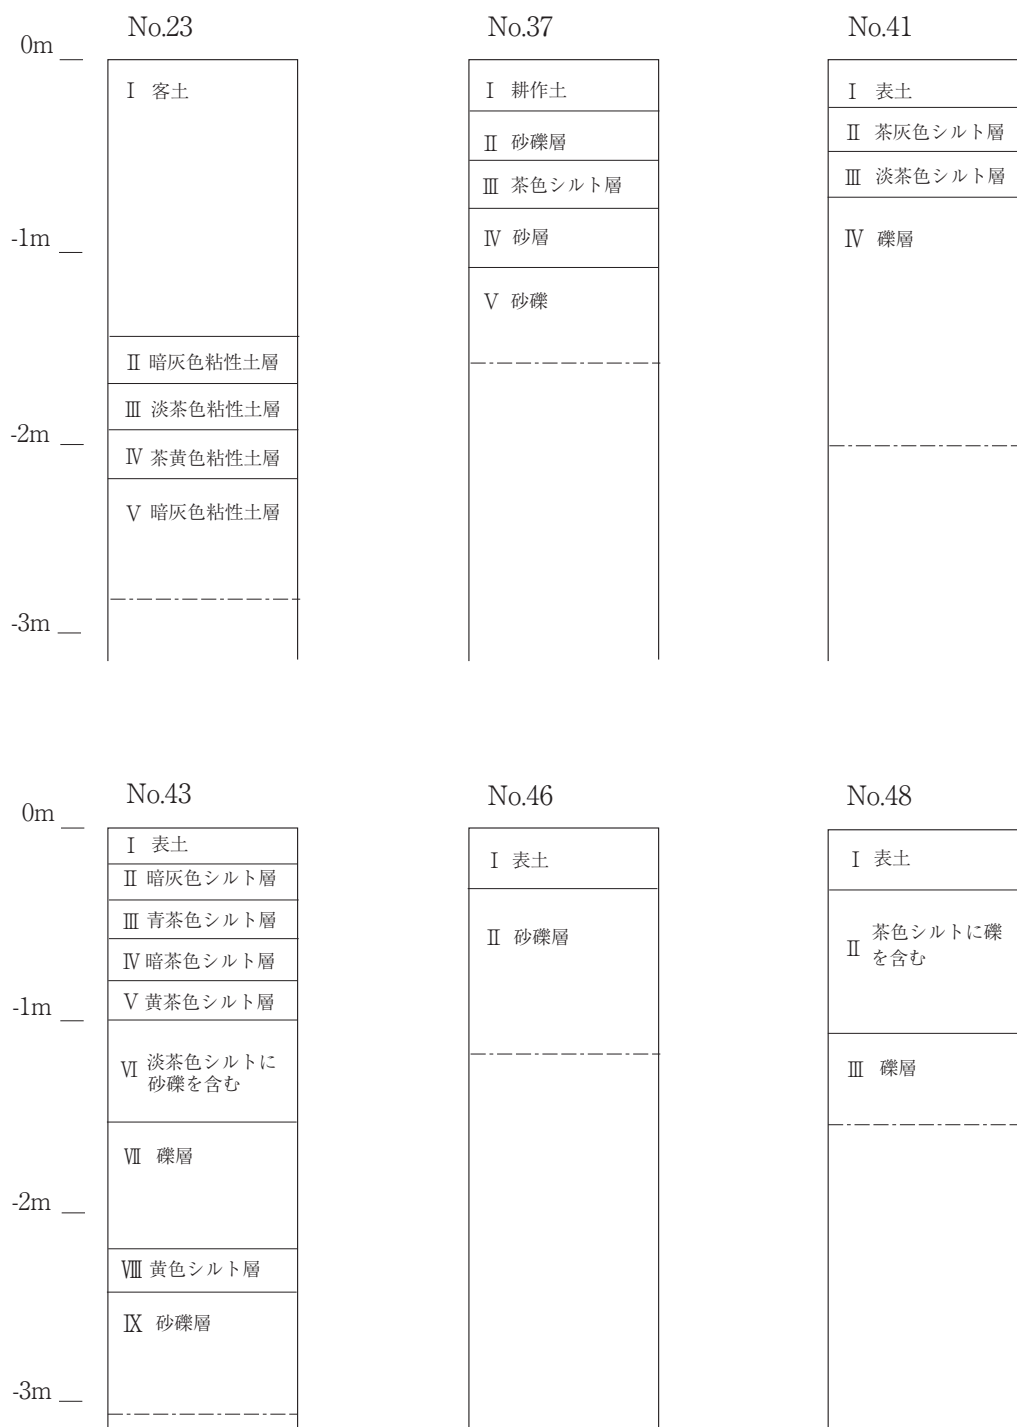 No.23
0m
-1m
-2m
-3m
Ⅰ 客土
Ⅱ 暗灰色粘性土層
Ⅲ 淡茶色粘性土層
Ⅳ 茶黄色粘性土層
Ⅴ 暗灰色粘性土層
No.37
Ⅰ 耕作土
Ⅱ 砂礫層
Ⅲ 茶色シルト層
Ⅳ 砂層
Ⅴ 砂礫
No.41
Ⅰ 表土
Ⅱ 茶灰色シルト層
Ⅲ 淡茶色シルト層
Ⅳ 礫層
No.43
0m
-1m
-2m
-3m
Ⅰ 表土
Ⅱ 暗灰色シルト層
Ⅲ 青茶色シルト層
Ⅳ 暗茶色シルト層
Ⅴ 黄茶色シルト層
Ⅵ 淡茶色シルトに
砂礫を含む
Ⅶ 礫層
Ⅷ 黄色シルト層
Ⅸ 砂礫層
No.46
Ⅰ 表土
Ⅱ 砂礫層
No.48
Ⅰ 表土
Ⅱ 茶色シルトに礫
を含む
Ⅲ 礫層